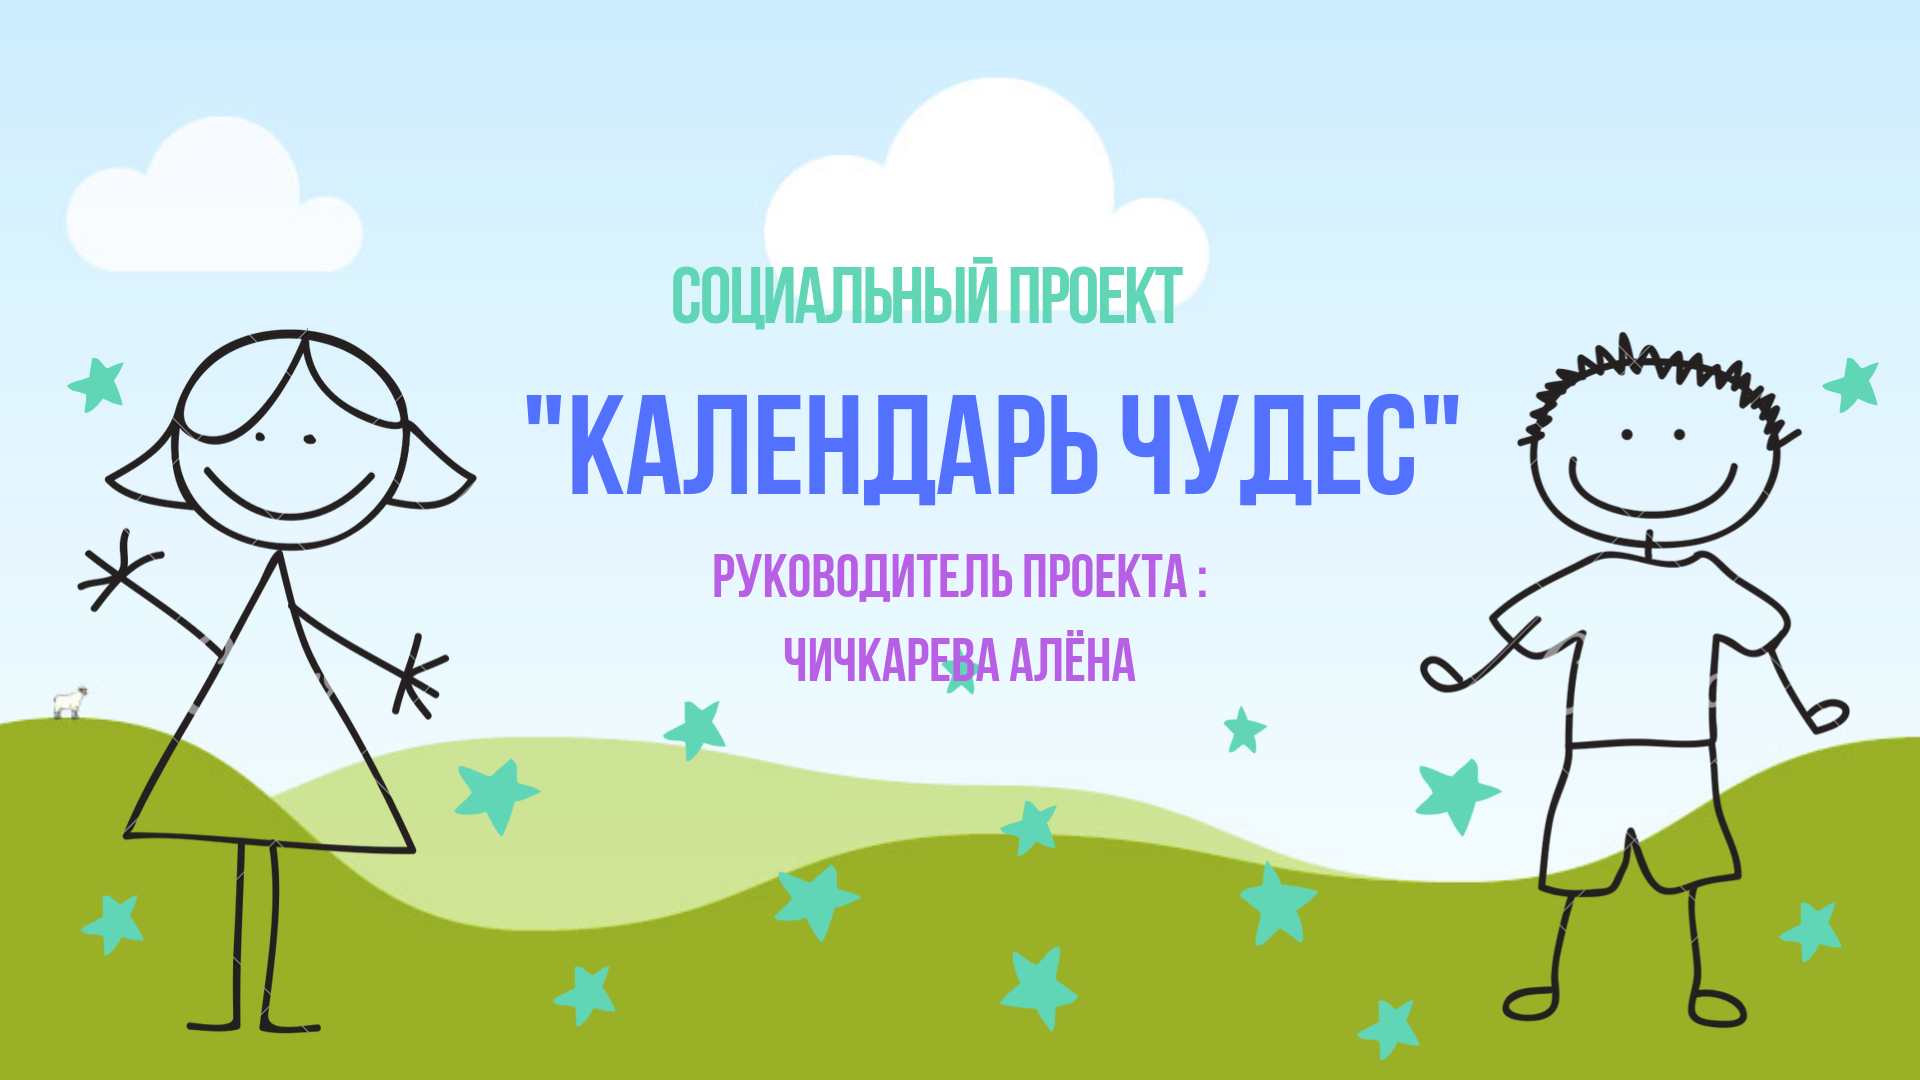 СОЦИАЛЬНЫЙ ПРОЕКТ
"КАЛЕНДАРЬ ЧУДЕС"
РУКОВОДИТЕЛЬ ПРОЕКТА :
ЧИЧКАРЕВА АЛЁНА